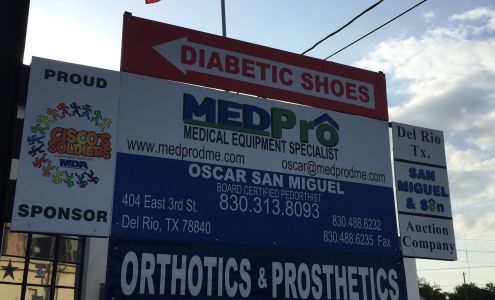 DIABETIC SHOES
PROUD
CISCO'S
SOLDIERS
MDA
SPONSOR
MEDPro
MEDICAL EQUIPMENT SPECIALIST
www.medprodme.com
oscar@medprodme.com
OSCAR SAN MIGUEL
BOARD CERTIFIED PEDORTHIST
830.313.8093
404 East 3rd St.
Del Rio, TX 78840
830.488.6232
830.488.6235 Fax
ORTHOTICS & PROSTHETICS
Del Rio
Tx.
SAN
MIGUEL
& Son
Auction
Company